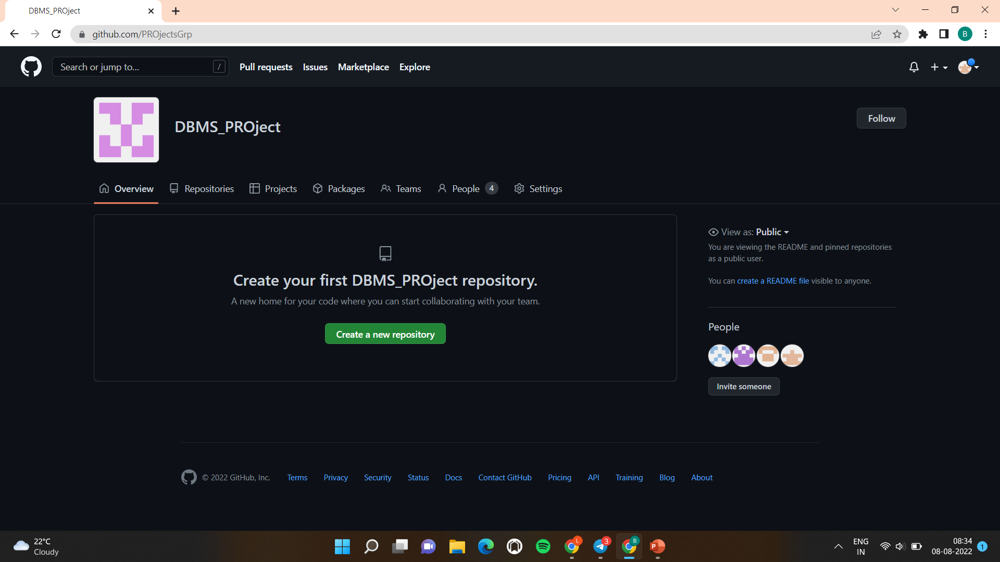 DBMS_PROject
github.com/PROjectsGrp
B
Search or jump to...
/
Pull requests Issues Marketplace Explore
DBMS_PROject
Follow
Overview Repositories Projects Packages Teams People 4 Settings
Create your first DBMS_PROject repository.
A new home for your code where you can start collaborating with your team.
Create a new repository
View as: Public
You are viewing the README and pinned repositories
as a public user.
You can create a README file visible to anyone.
People
Invite someone
© 2022 GitHub, Inc. Terms Privacy Security Status Docs Contact GitHub Pricing API Training Blog About
22°C
Cloudy
L
3
B
P
ENG
IN
08:34
08-08-2022
1